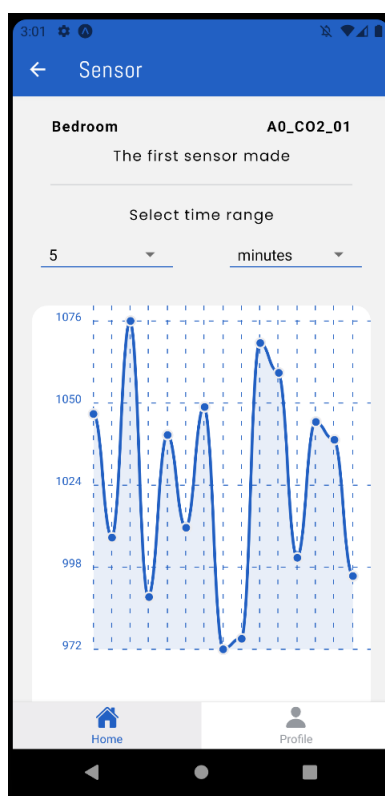 3:01
Sensor
Bedroom A0_CO2_01
The first sensor made
Select time range
5 minutes
1076
1050
1024
998
972
Home Profile